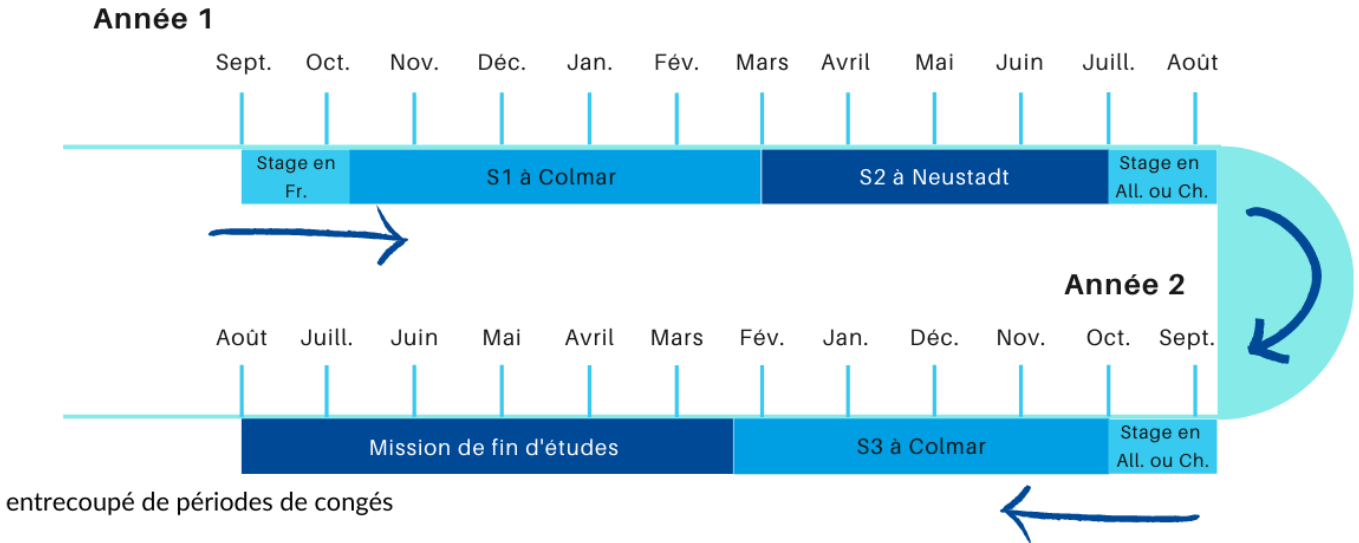 Année 1
Sept. Oct. Nov. Déc. Jan. Fév. Mars Avril Mai Juin Juill. Août
Stage en
Fr.
S1 à Colmar
S2 à Neustadt
Stage en
All. ou Ch.
Année 2
Août Juill. Juin Mai Avril Mars Fév. Jan. Déc. Nov. Oct. Sept.
Mission de fin d'études
S3 à Colmar
Stage en
All. ou Ch.
entrecoupé de périodes de congés